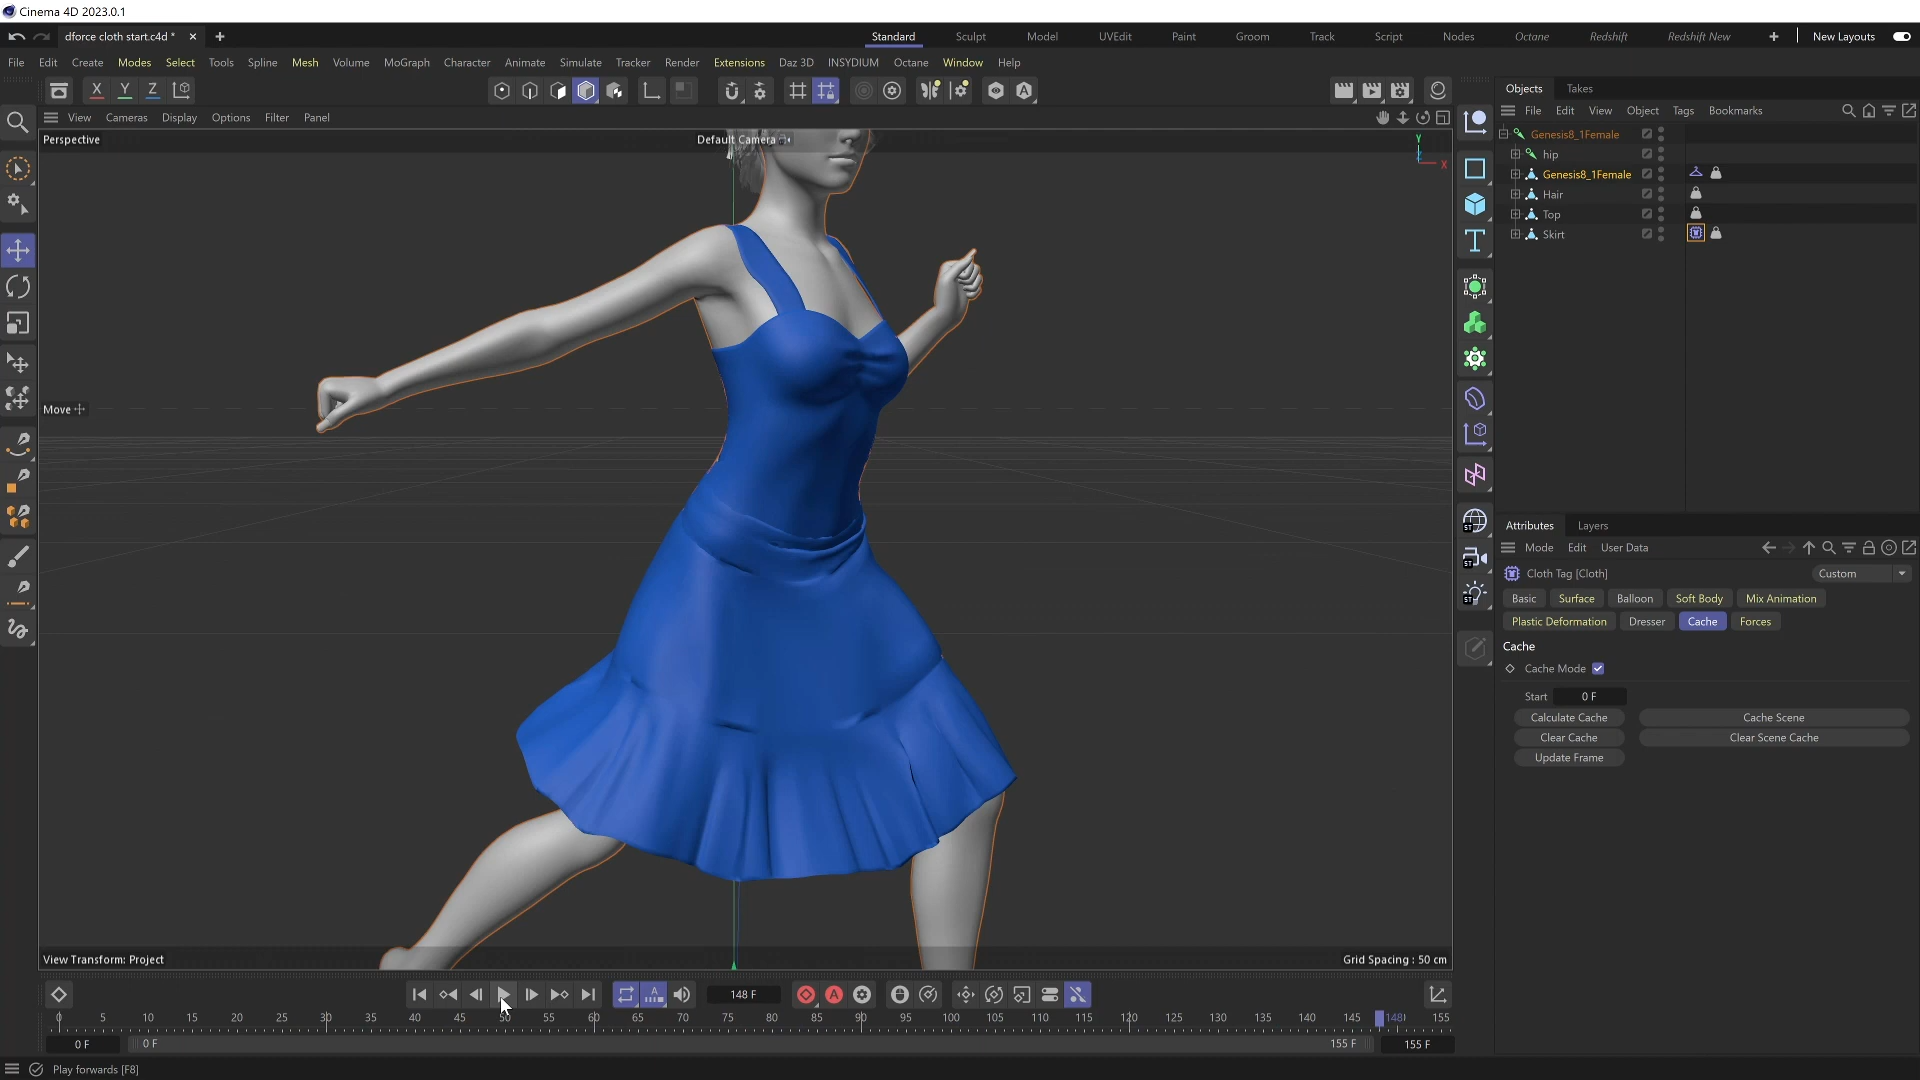 Cinema 4D 2023.0.1
dforce cloth start.c4d *
Standard Sculpt Model UVEdit Paint Groom Track Script Nodes Octane Redshift Redshift New New Layouts
File Edit Create Modes Select Tools Spline Mesh Volume MoGraph Character Animate Simulate Tracker Render Extensions Daz 3D INSYDIUM Octane Window Help
X Y Z
View Cameras Display Options Filter Panel
Perspective
Default Camera
Y
Z
X
Move
View Transform: Project
Grid Spacing : 50 cm
T
ST
ST
ST
Objects Takes
File Edit View Object Tags Bookmarks
Genesis8_1Female
hip
Genesis8_1Female
Hair
Top
Skirt
Attributes Layers
Mode Edit User Data
Cloth Tag [Cloth]
Custom
Basic Surface Balloon Soft Body Mix Animation
Plastic Deformation Dresser Cache Forces
Cache
Cache Mode
Start 0 F
Calculate Cache Cache Scene
Clear Cache Clear Scene Cache
Update Frame
A 148 F A
0 5 10 15 20 25 30 35 40 45 50 55 60 65 70 75 80 85 90 95 100 105 110 115 120 125 130 135 140 145 148 155
0 F 0 F 155 F 155 F
Play forwards [F8]